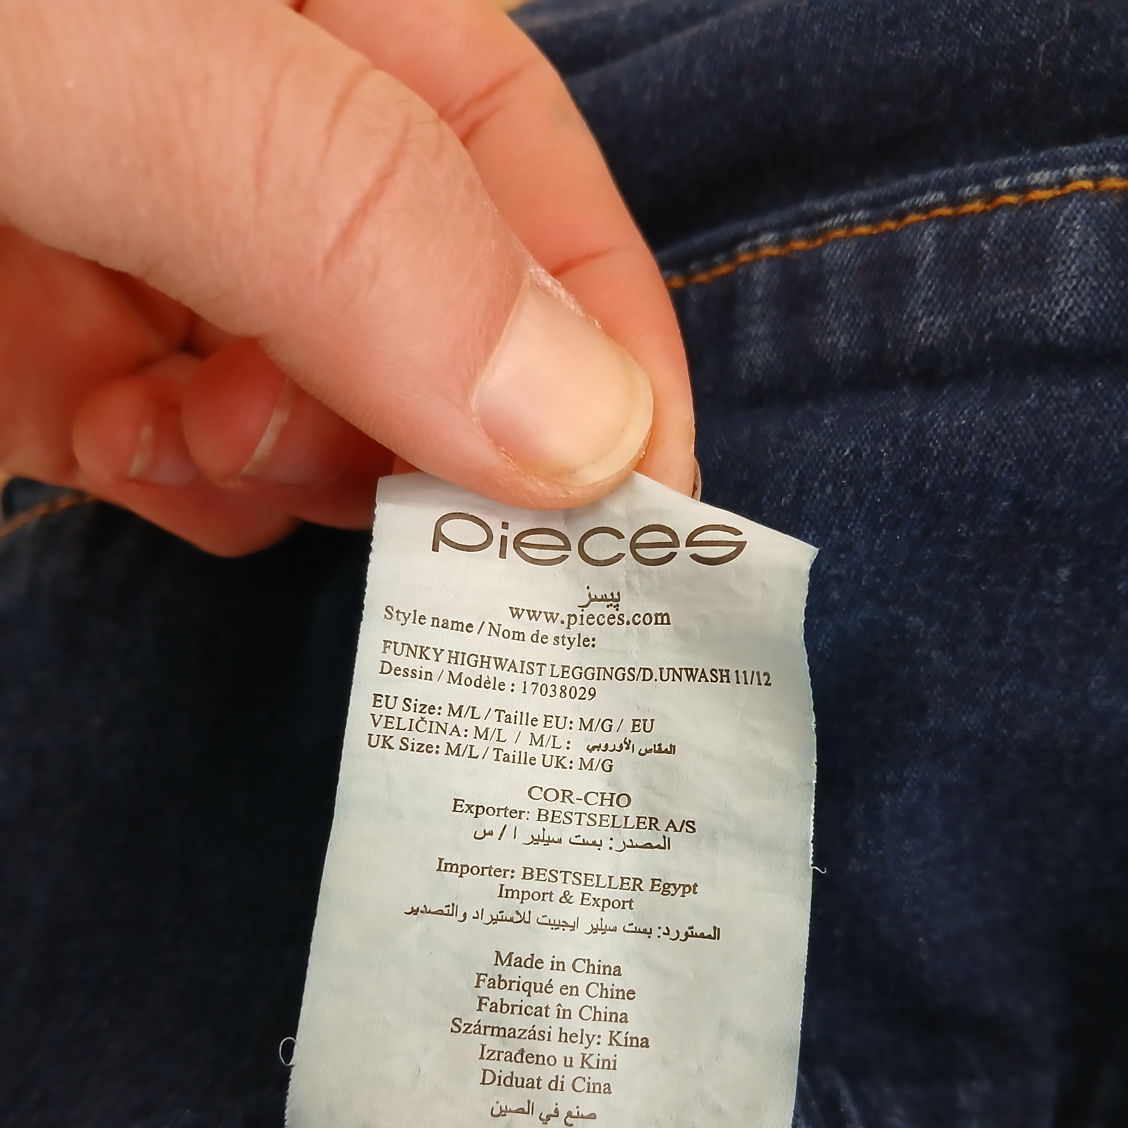 Pieces
پيسز
www.pieces.com
Style name / Nom de style:
FUNKY HIGHWAIST LEGGINGS/D.UNWASH 11/12
Dessin / Modèle : 17038029
EU Size: M/L / Taille EU: M/G / EU
VELIČINA: M/L / M/L : المقاس الأوروبي
UK Size: M/L / Taille UK: M/G
COR-CHO
Exporter: BESTSELLER A/S
المصدر: بست سيلير ا / س
Importer: BESTSELLER Egypt
Import & Export
المستورد: بست سيلير ايجيبت للاستيراد والتصدير
Made in China
Fabriqué en Chine
Fabricat în China
Származási hely: Kína
Izrađeno u Kini
Diduat di Cina
صنع في الصين